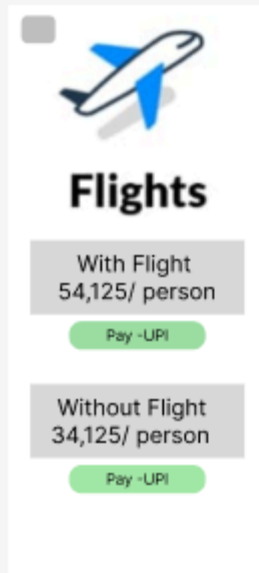 Flights
With Flight
54,125/ person
Pay -UPI
Without Flight
34,125/ person
Pay -UPI